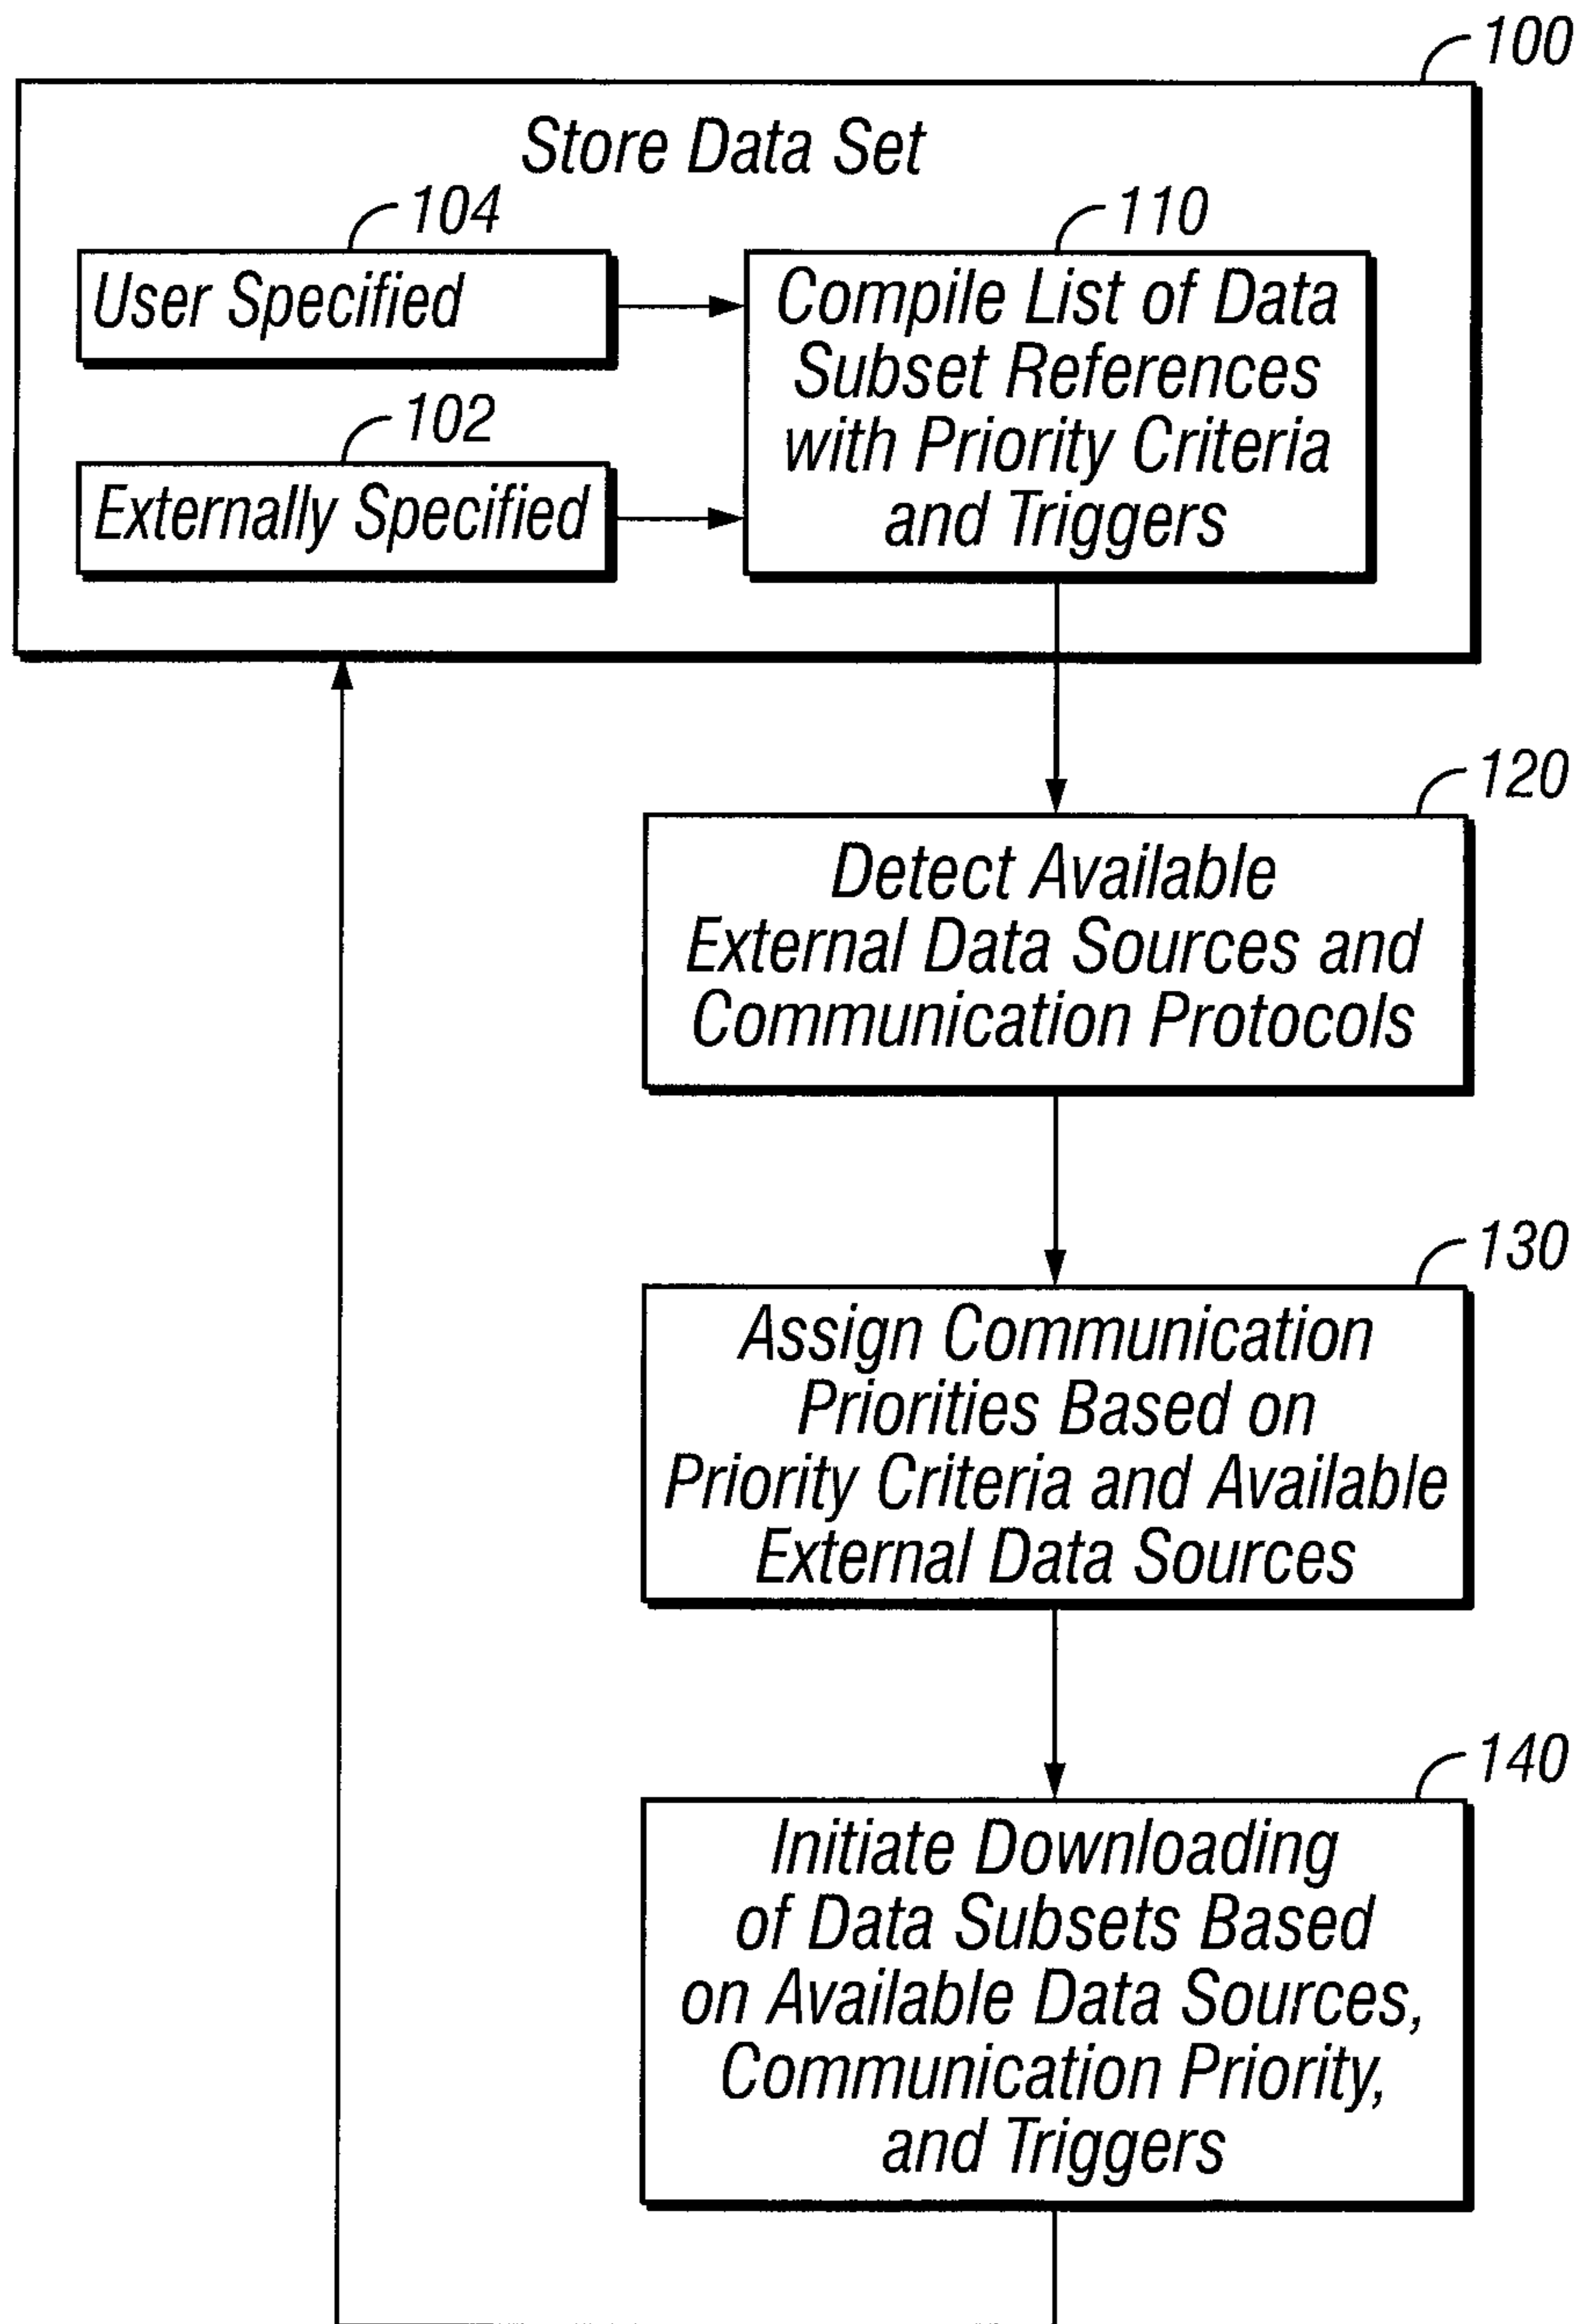 100
Store Data Set
104
User Specified
102
Externally Specified
110
Compile List of Data
Subset References
with Priority Criteria
and Triggers
120
Detect Available
External Data Sources and
Communication Protocols
130
Assign Communication
Priorities Based on
Priority Criteria and Available
External Data Sources
140
Initiate Downloading
of Data Subsets Based
on Available Data Sources,
Communication Priority,
and Triggers